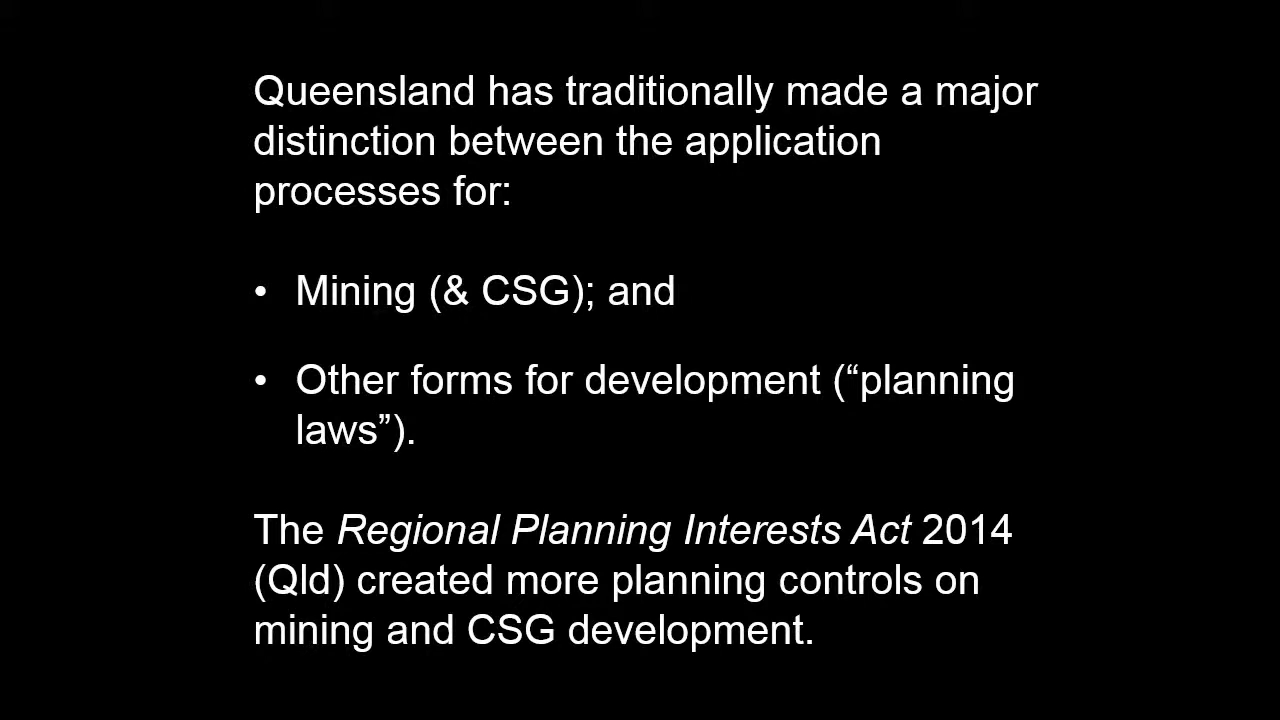 Queensland has traditionally made a major
distinction between the application
processes for:
• Mining (& CSG); and
• Other forms for development (“planning
laws”).
The Regional Planning Interests Act 2014
(Qld) created more planning controls on
mining and CSG development.